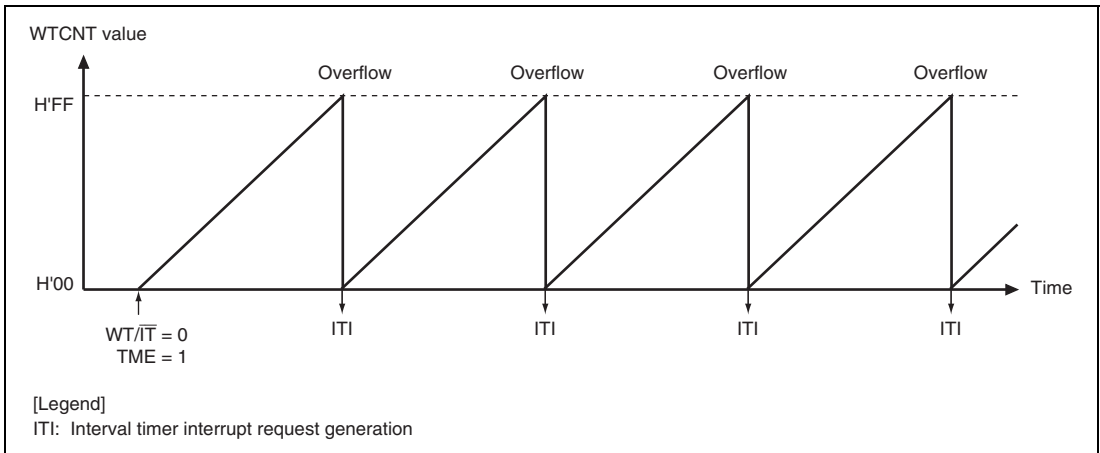 WTCNT value
Overflow Overflow Overflow Overflow
H'FF
H'00
Time
WT/I̅T̅ = 0
TME = 1
ITI ITI ITI ITI
[Legend]
ITI: Interval timer interrupt request generation